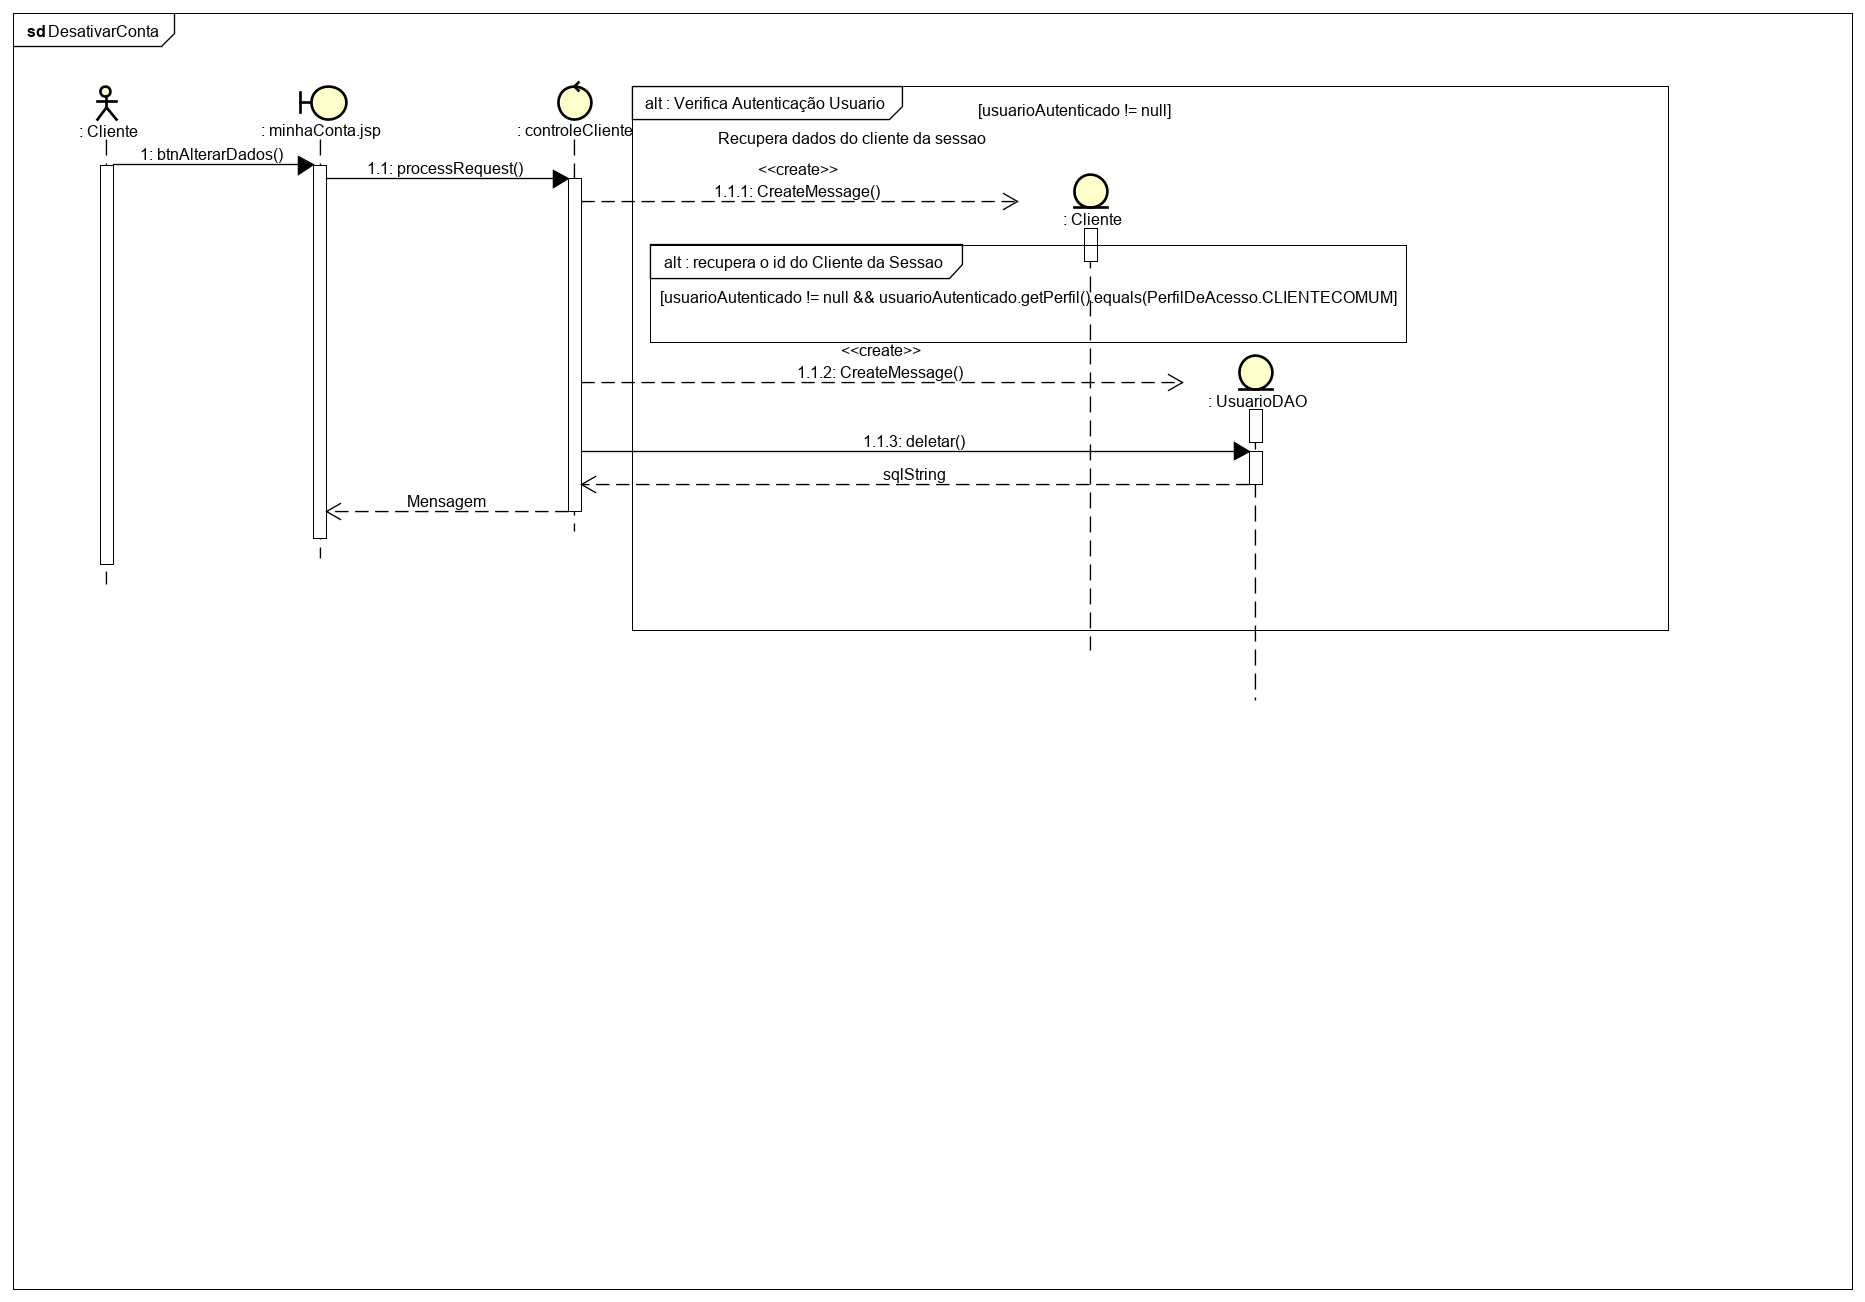 sd DesativarConta
: Cliente
: minhaConta.jsp
: controleCliente
alt : Verifica Autenticação Usuario
[usuarioAutenticado != null]
Recupera dados do cliente da sessao
1: btnAlterarDados()
1.1: processRequest()
<<create>>
1.1.1: CreateMessage()
: Cliente
alt : recupera o id do Cliente da Sessao
[usuarioAutenticado != null && usuarioAutenticado.getPerfil().equals(PerfilDeAcesso.CLIENTECOMUM]
<<create>>
1.1.2: CreateMessage()
: UsuarioDAO
1.1.3: deletar()
sqlString
Mensagem